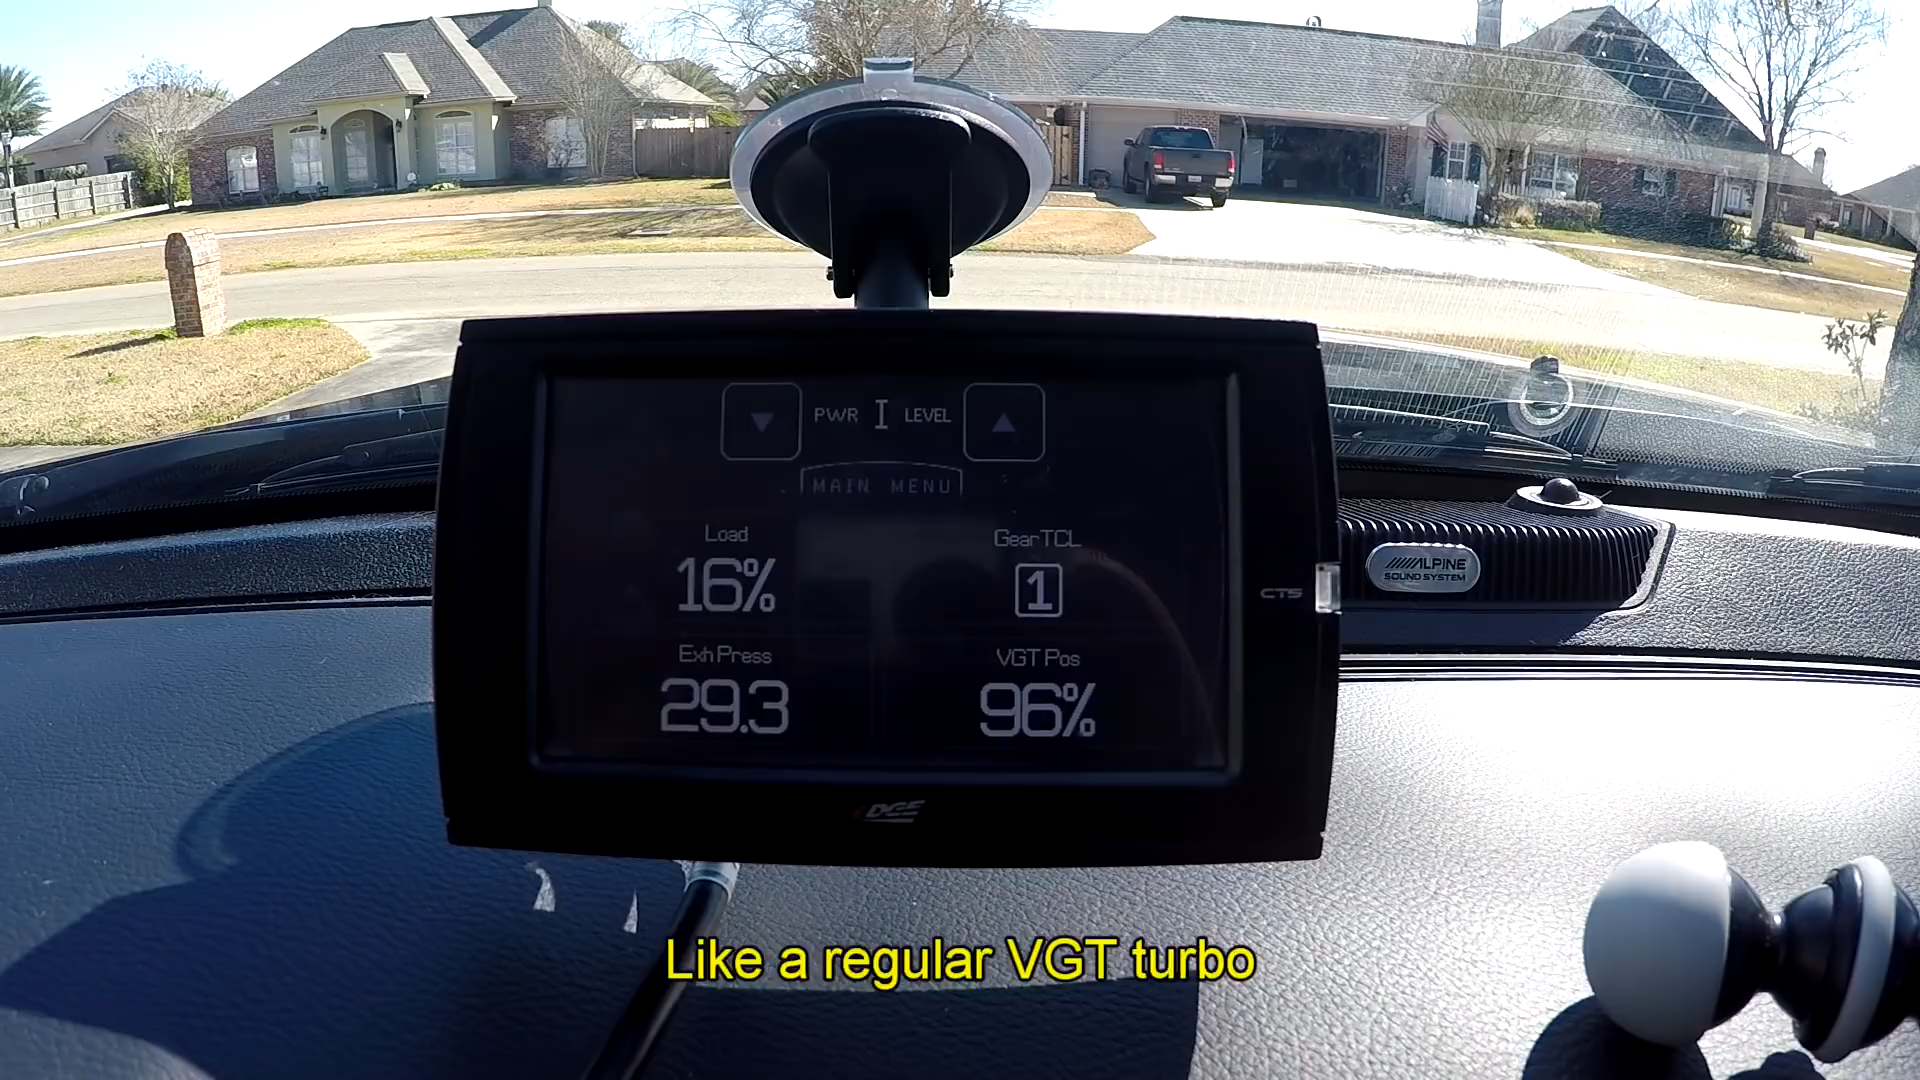 PWR I LEVEL
MAIN MENU
Load
16%
Gear TCL
1
Exh Press
29.3
VGT Pos
96%
CTS
EDGE
ALPINE
SOUND SYSTEM
Like a regular VGT turbo